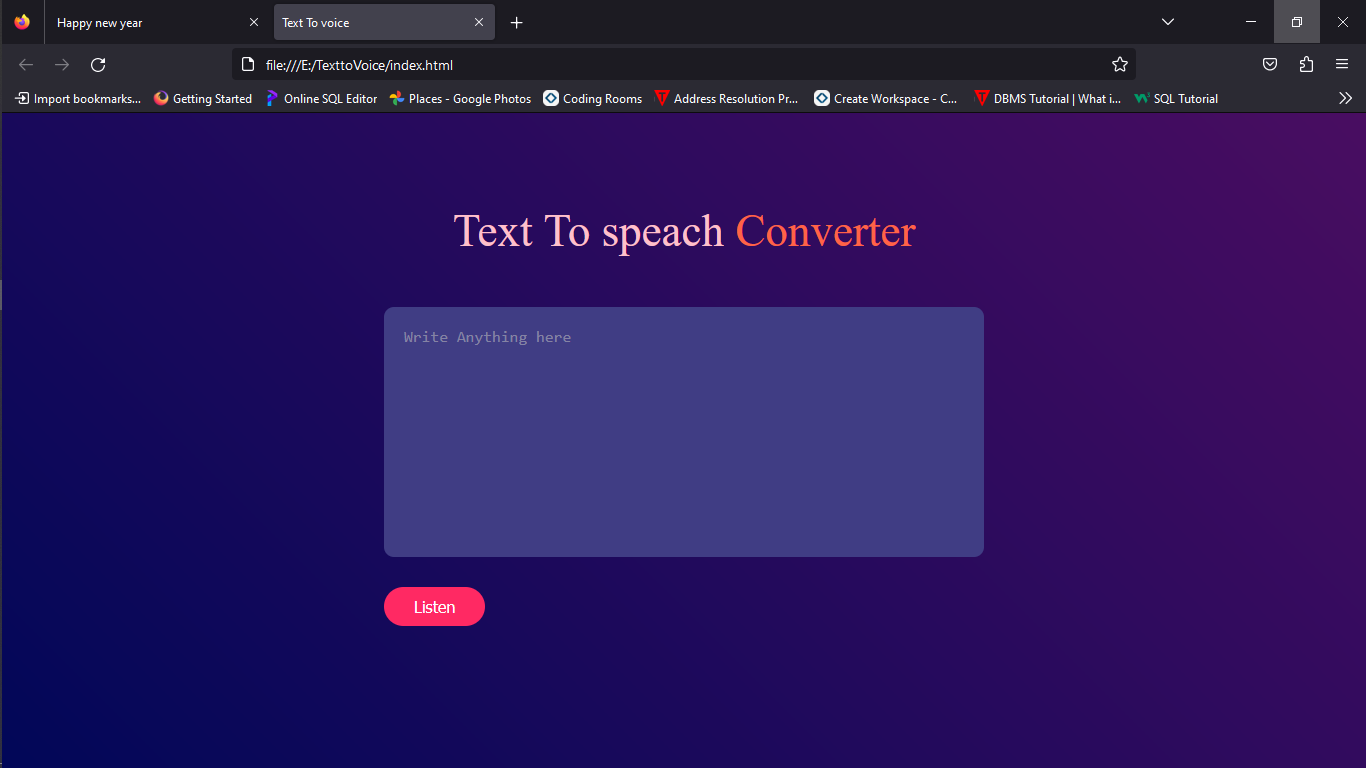 Happy new year
Text To voice
file:///E:/TexttoVoice/index.html
Import bookmarks...
Getting Started
Online SQL Editor
Places - Google Photos
Coding Rooms
Address Resolution Pr...
Create Workspace - C...
DBMS Tutorial | What i...
SQL Tutorial
Text To speach Converter
Write Anything here
Listen